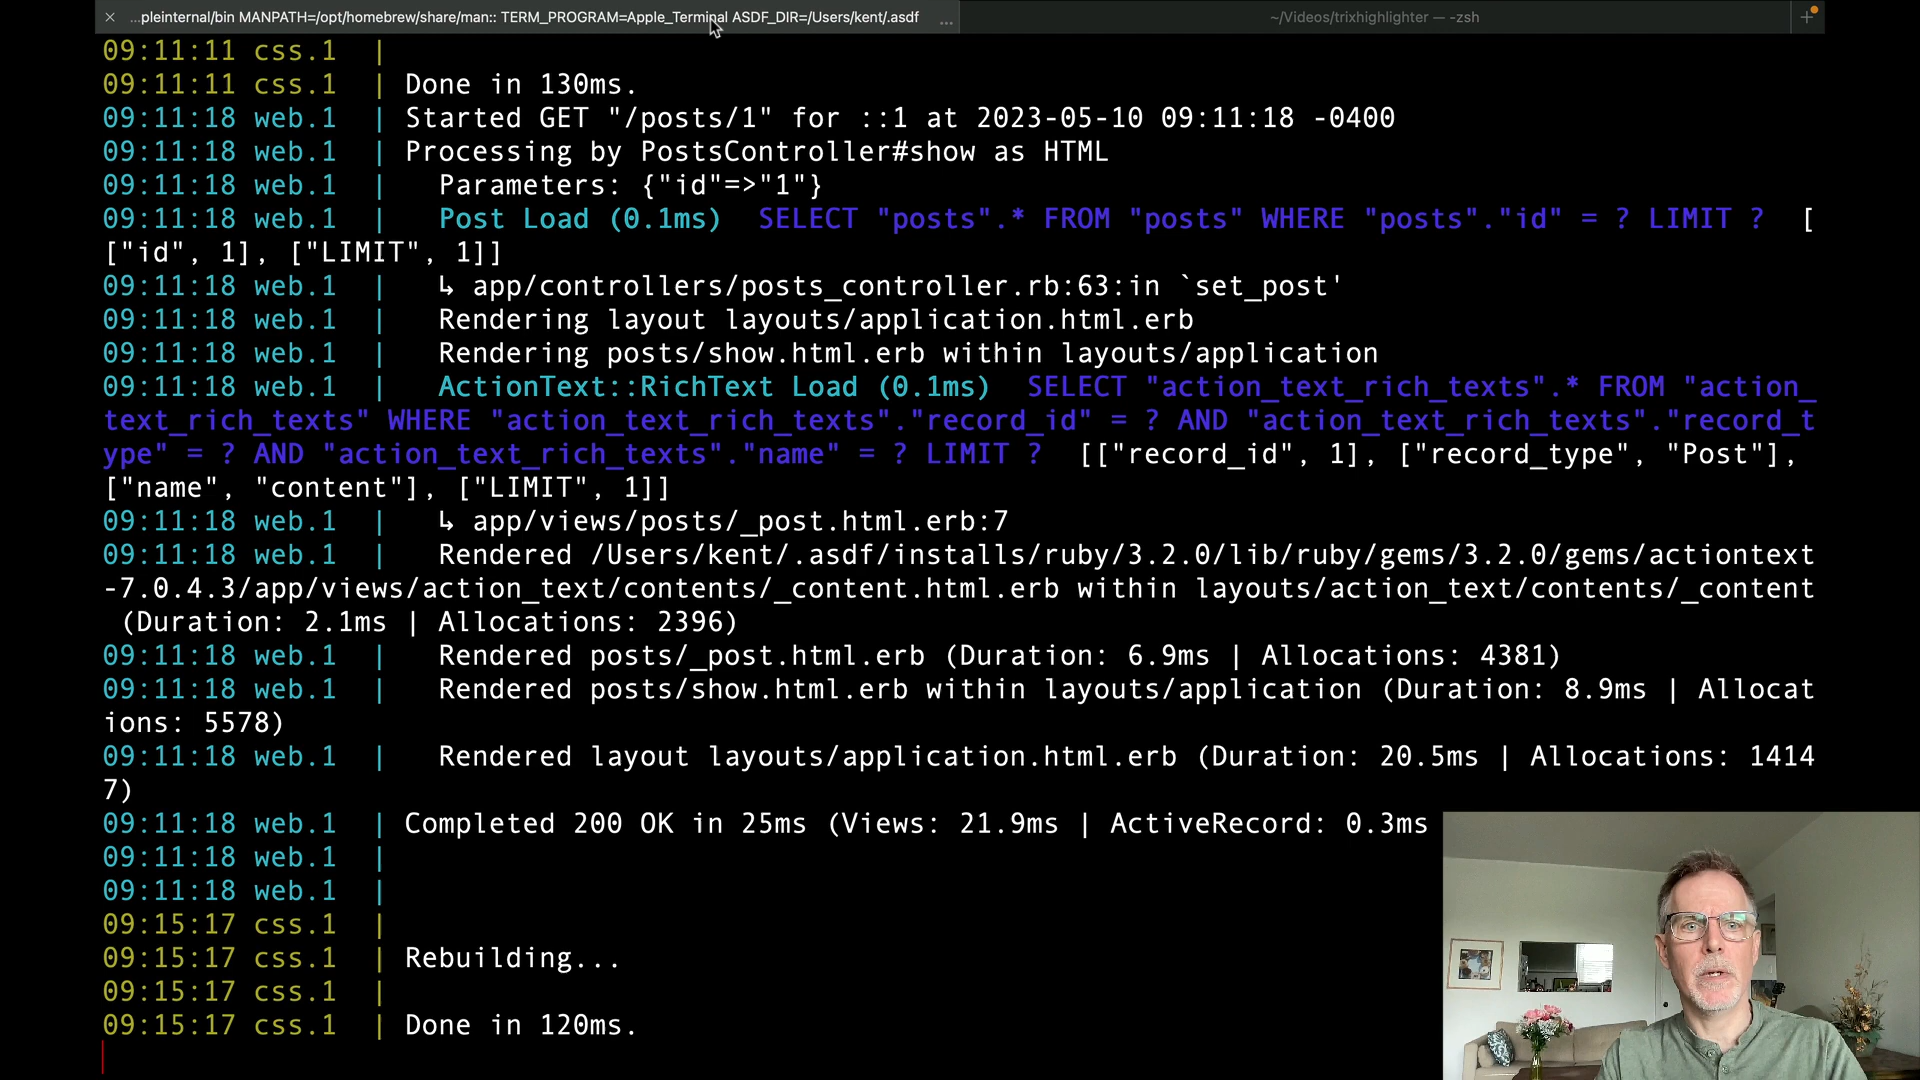 ...pleinternal/bin MANPATH=/opt/homebrew/share/man:: TERM_PROGRAM=Apple_Terminal ASDF_DIR=/Users/kent/.asdf ...
~/Videos/trixhighlighter — -zsh
09:11:11 css.1 |
09:11:11 css.1 | Done in 130ms.
09:11:18 web.1 | Started GET "/posts/1" for ::1 at 2023-05-10 09:11:18 -0400
09:11:18 web.1 | Processing by PostsController#show as HTML
09:11:18 web.1 | Parameters: {"id"=>"1"}
09:11:18 web.1 | Post Load (0.1ms) SELECT "posts".* FROM "posts" WHERE "posts"."id" = ? LIMIT ? [
["id", 1], ["LIMIT", 1]]
09:11:18 web.1 | ↳ app/controllers/posts_controller.rb:63:in `set_post'
09:11:18 web.1 | Rendering layout layouts/application.html.erb
09:11:18 web.1 | Rendering posts/show.html.erb within layouts/application
09:11:18 web.1 | ActionText::RichText Load (0.1ms) SELECT "action_text_rich_texts".* FROM "action_
text_rich_texts" WHERE "action_text_rich_texts"."record_id" = ? AND "action_text_rich_texts"."record_t
ype" = ? AND "action_text_rich_texts"."name" = ? LIMIT ? [["record_id", 1], ["record_type", "Post"],
["name", "content"], ["LIMIT", 1]]
09:11:18 web.1 | ↳ app/views/posts/_post.html.erb:7
09:11:18 web.1 | Rendered /Users/kent/.asdf/installs/ruby/3.2.0/lib/ruby/gems/3.2.0/gems/actiontext
-7.0.4.3/app/views/action_text/contents/_content.html.erb within layouts/action_text/contents/_content
(Duration: 2.1ms | Allocations: 2396)
09:11:18 web.1 | Rendered posts/_post.html.erb (Duration: 6.9ms | Allocations: 4381)
09:11:18 web.1 | Rendered posts/show.html.erb within layouts/application (Duration: 8.9ms | Allocat
ions: 5578)
09:11:18 web.1 | Rendered layout layouts/application.html.erb (Duration: 20.5ms | Allocations: 1414
7)
09:11:18 web.1 | Completed 200 OK in 25ms (Views: 21.9ms | ActiveRecord: 0.3ms
09:11:18 web.1 |
09:11:18 web.1 |
09:15:17 css.1 |
09:15:17 css.1 | Rebuilding...
09:15:17 css.1 |
09:15:17 css.1 | Done in 120ms.